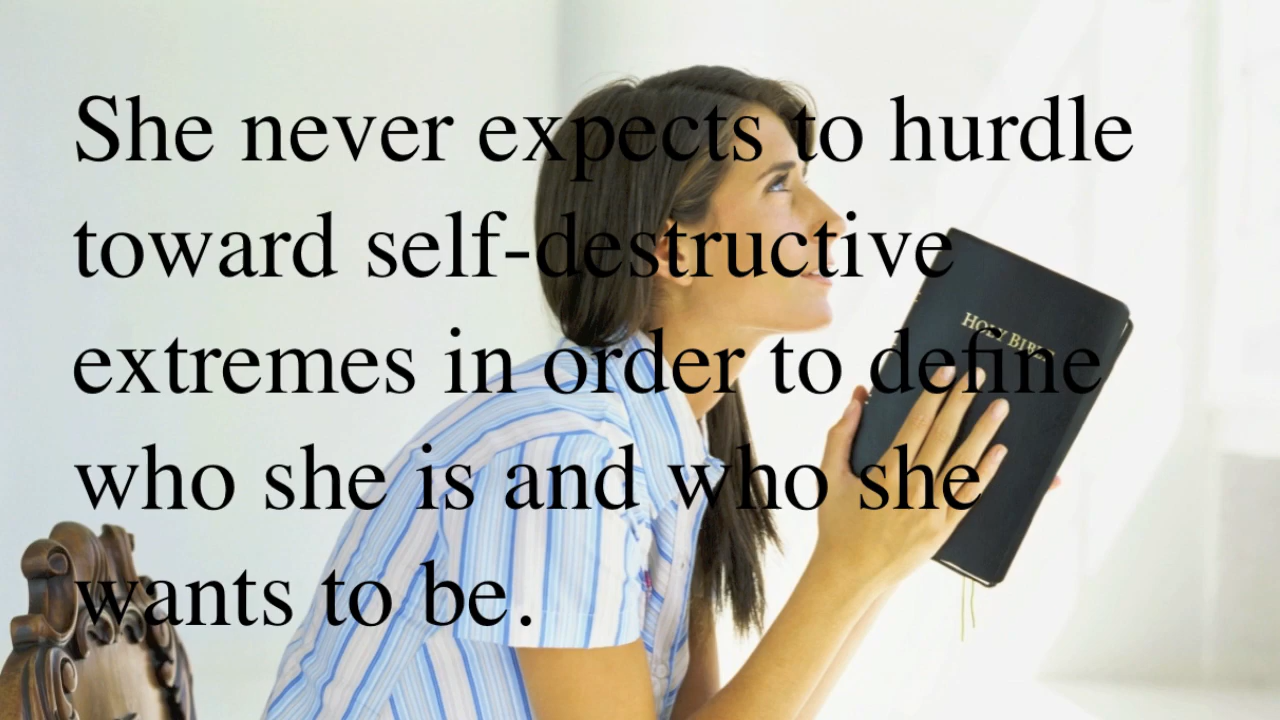 She never expects to hurdle
toward self-destructive
extremes in order to define
who she is and who she
wants to be.
HOLY BIBLE